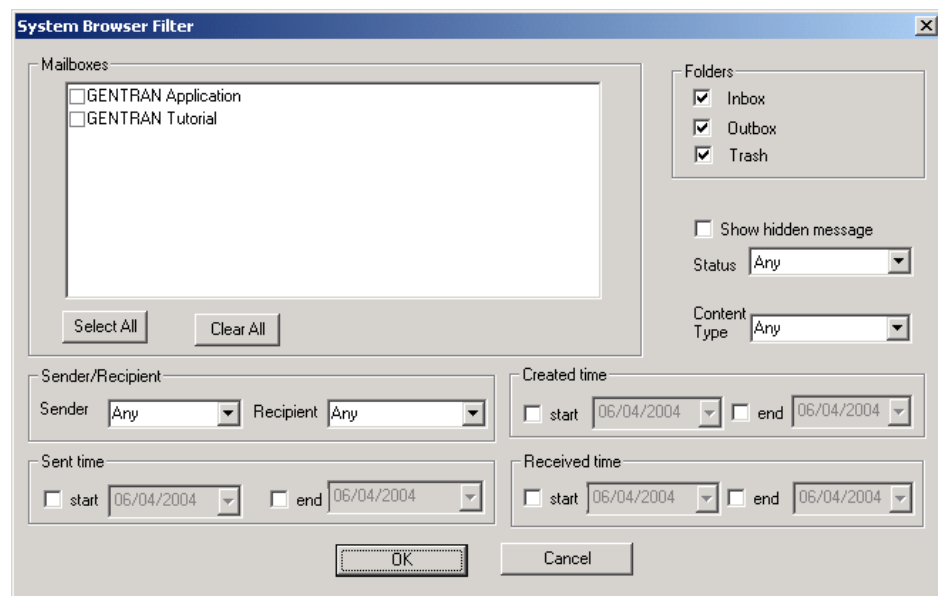 System Browser Filter
Mailboxes
GENTRAN Application
GENTRAN Tutorial
Select All
Clear All
Folders
Inbox
Outbox
Trash
Show hidden message
Status Any
Content
Type Any
Sender/Recipient
Sender Any Recipient Any
Created time
start 06/04/2004 end 06/04/2004
Sent time
start 06/04/2004 end 06/04/2004
Received time
start 06/04/2004 end 06/04/2004
OK
Cancel